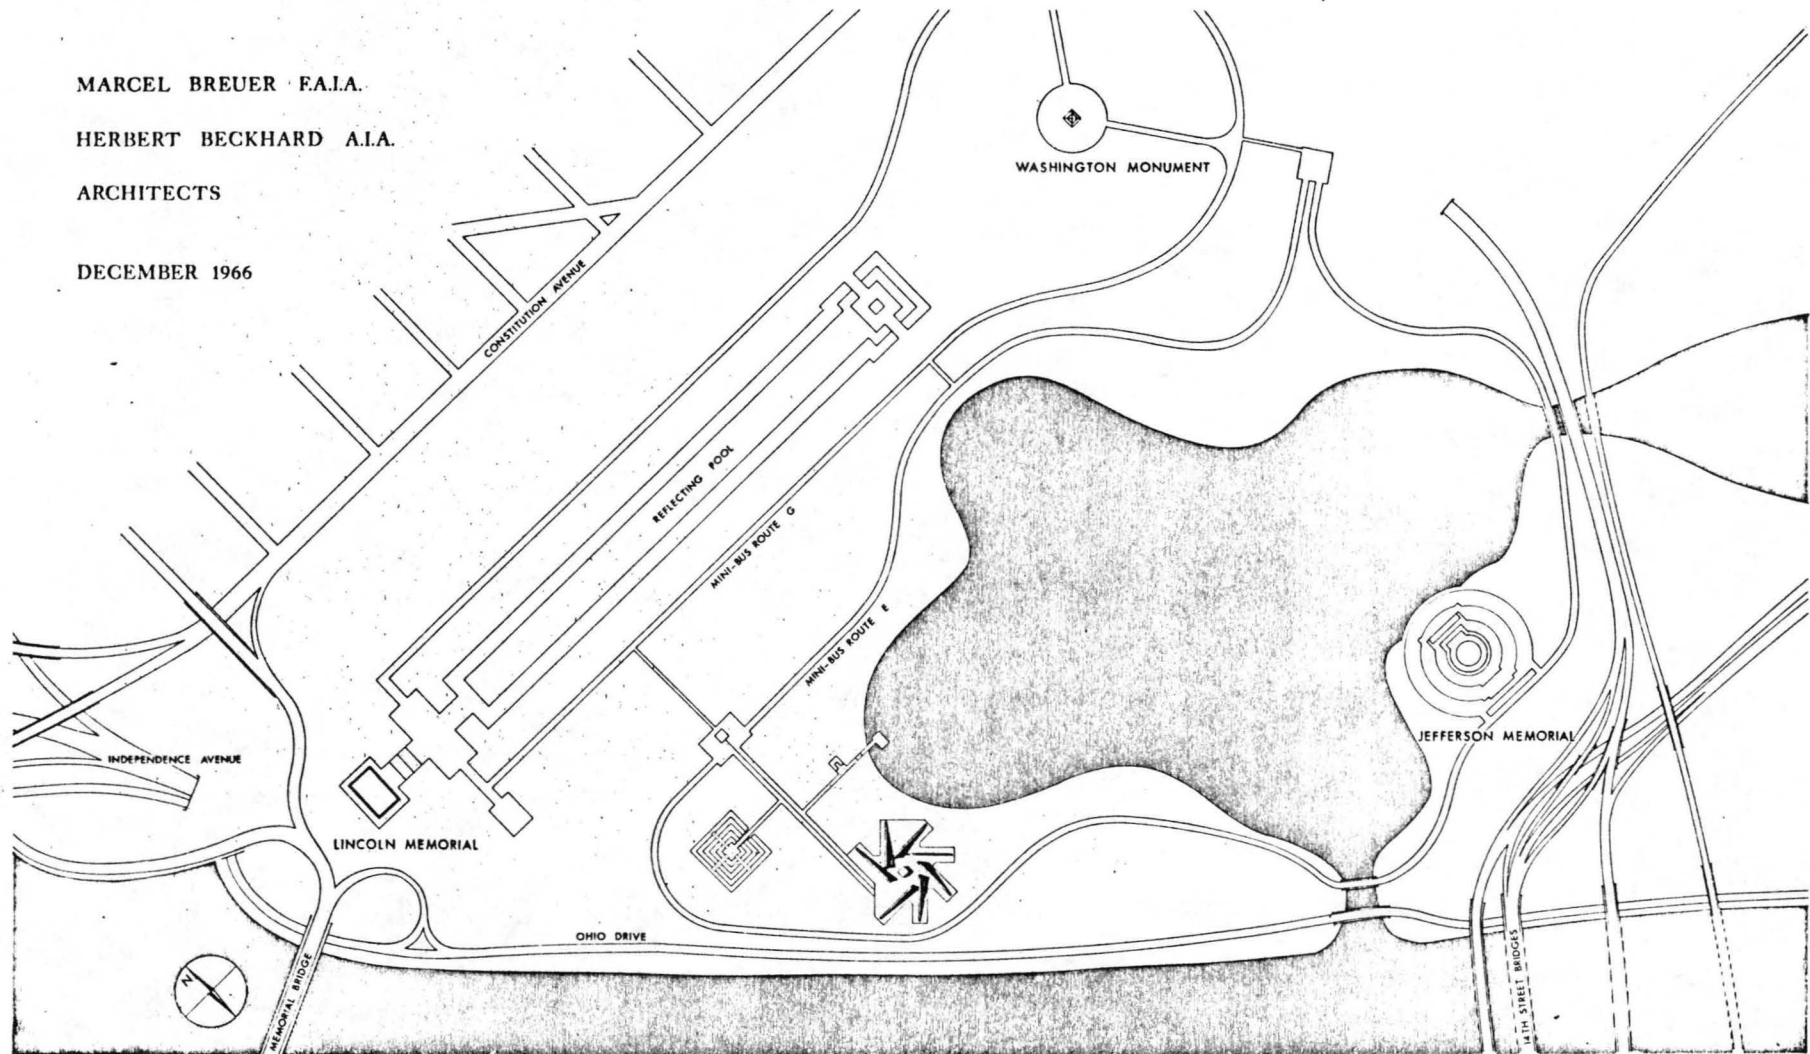 MARCEL BREUER F.A.I.A.
HERBERT BECKHARD A.I.A.
ARCHITECTS
DECEMBER 1966
WASHINGTON MONUMENT
CONSTITUTION AVENUE
REFLECTING POOL
MINI-BUS ROUTE G
MINI-BUS ROUTE E
JEFFERSON MEMORIAL
INDEPENDENCE AVENUE
LINCOLN MEMORIAL
OHIO DRIVE
N
MEMORIAL BRIDGE
14TH STREET BRIDGES